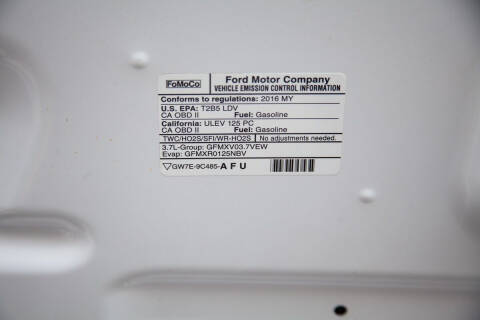 FoMoCo Ford Motor Company
VEHICLE EMISSION CONTROL INFORMATION
Conforms to regulations: 2016 MY
U.S. EPA: T2B5 LDV
CA OBD II Fuel: Gasoline
California: ULEV 125 PC
CA OBD II Fuel: Gasoline
TWC/HO2S/SFI/WR-HO2S No adjustments needed.
3.7L-Group: GFMXV03.7VEW
Evap: GFMXR0125NBV
GW7E-9C485-AFU